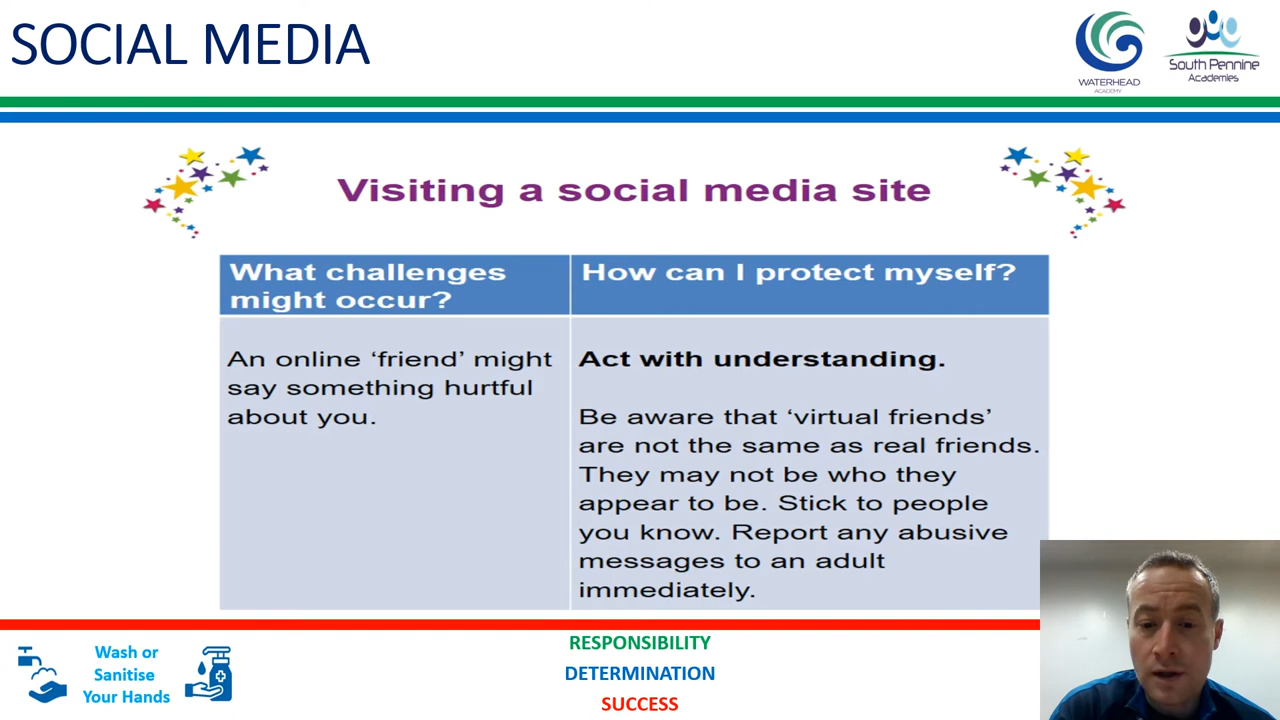 SOCIAL MEDIA
WATERHEAD
ACADEMY
South Pennine
Academies
Visiting a social media site
What challenges
might occur?
How can I protect myself?
An online ‘friend’ might
say something hurtful
about you.
Act with understanding.
Be aware that ‘virtual friends’
are not the same as real friends.
They may not be who they
appear to be. Stick to people
you know. Report any abusive
messages to an adult
immediately.
Wash or
Sanitise
Your Hands
RESPONSIBILITY
DETERMINATION
SUCCESS